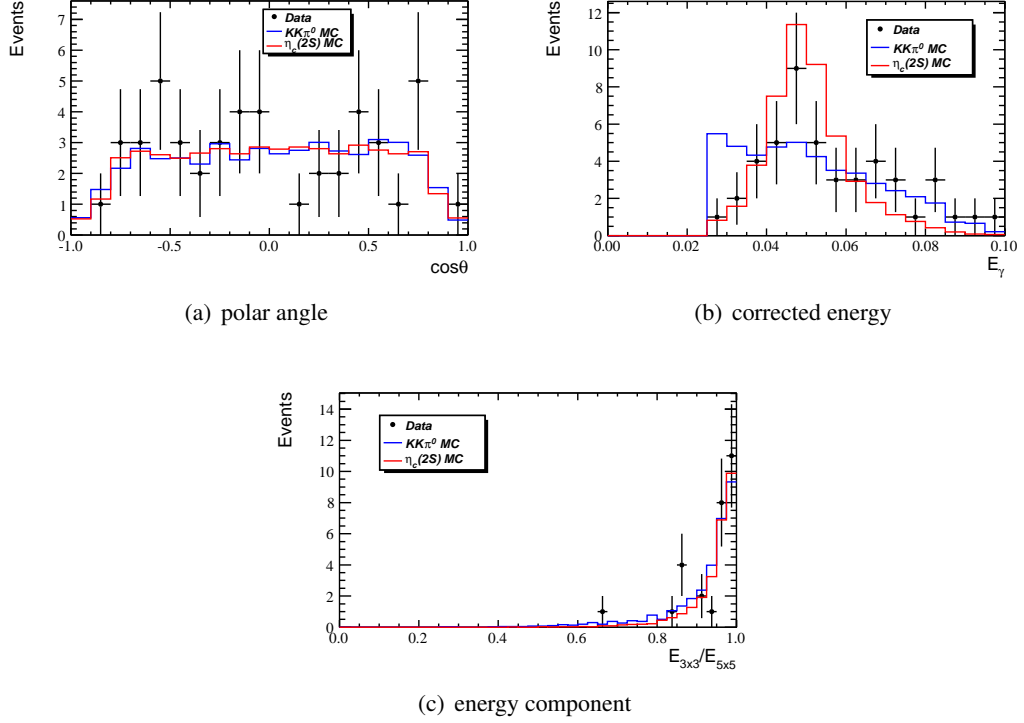 Events
7
6
5
4
3
2
1
0
Data
KKπ⁰ MC
η_c(2S) MC
-1.0 -0.5 0.0 0.5 1.0
cosθ
(a) polar angle
Events
12
10
8
6
4
2
0
Data
KKπ⁰ MC
η_c(2S) MC
0.00 0.02 0.04 0.06 0.08 0.10
E_γ
(b) corrected energy
Events
14
12
10
8
6
4
2
0
Data
KKπ⁰ MC
η_c(2S) MC
0.0 0.2 0.4 0.6 0.8 1.0
E_3x3/E_5x5
(c) energy component